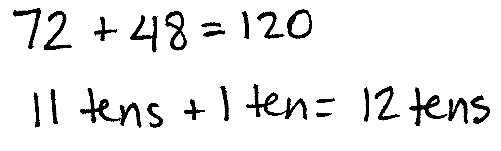 72 + 48 = 120
11 tens + 1 ten = 12 tens